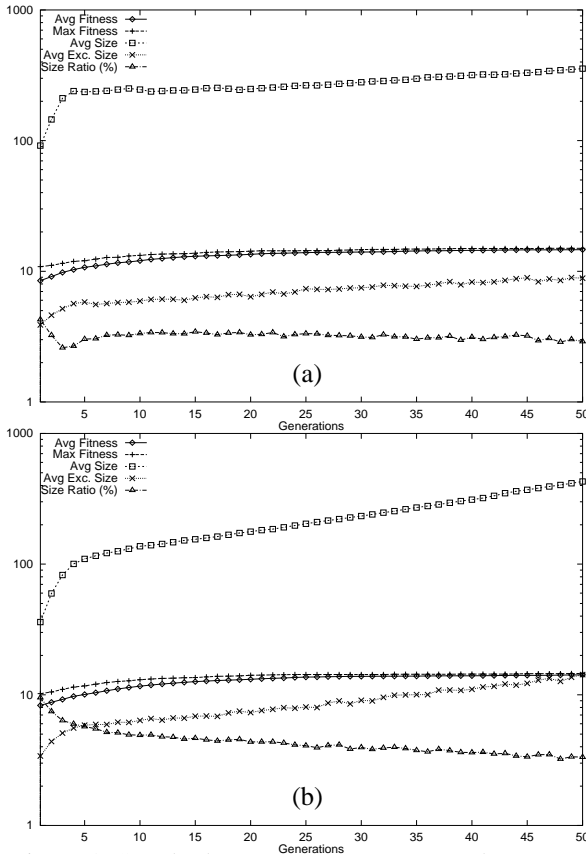 1000
100
10
1
Avg Fitness
Max Fitness
Avg Size
Avg Exc. Size
Size Ratio (%)
(a)
5 10 15 20 25 30 35 40 45 50
Generations
1000
100
10
1
Avg Fitness
Max Fitness
Avg Size
Avg Exc. Size
Size Ratio (%)
(b)
5 10 15 20 25 30 35 40 45 50
Generations